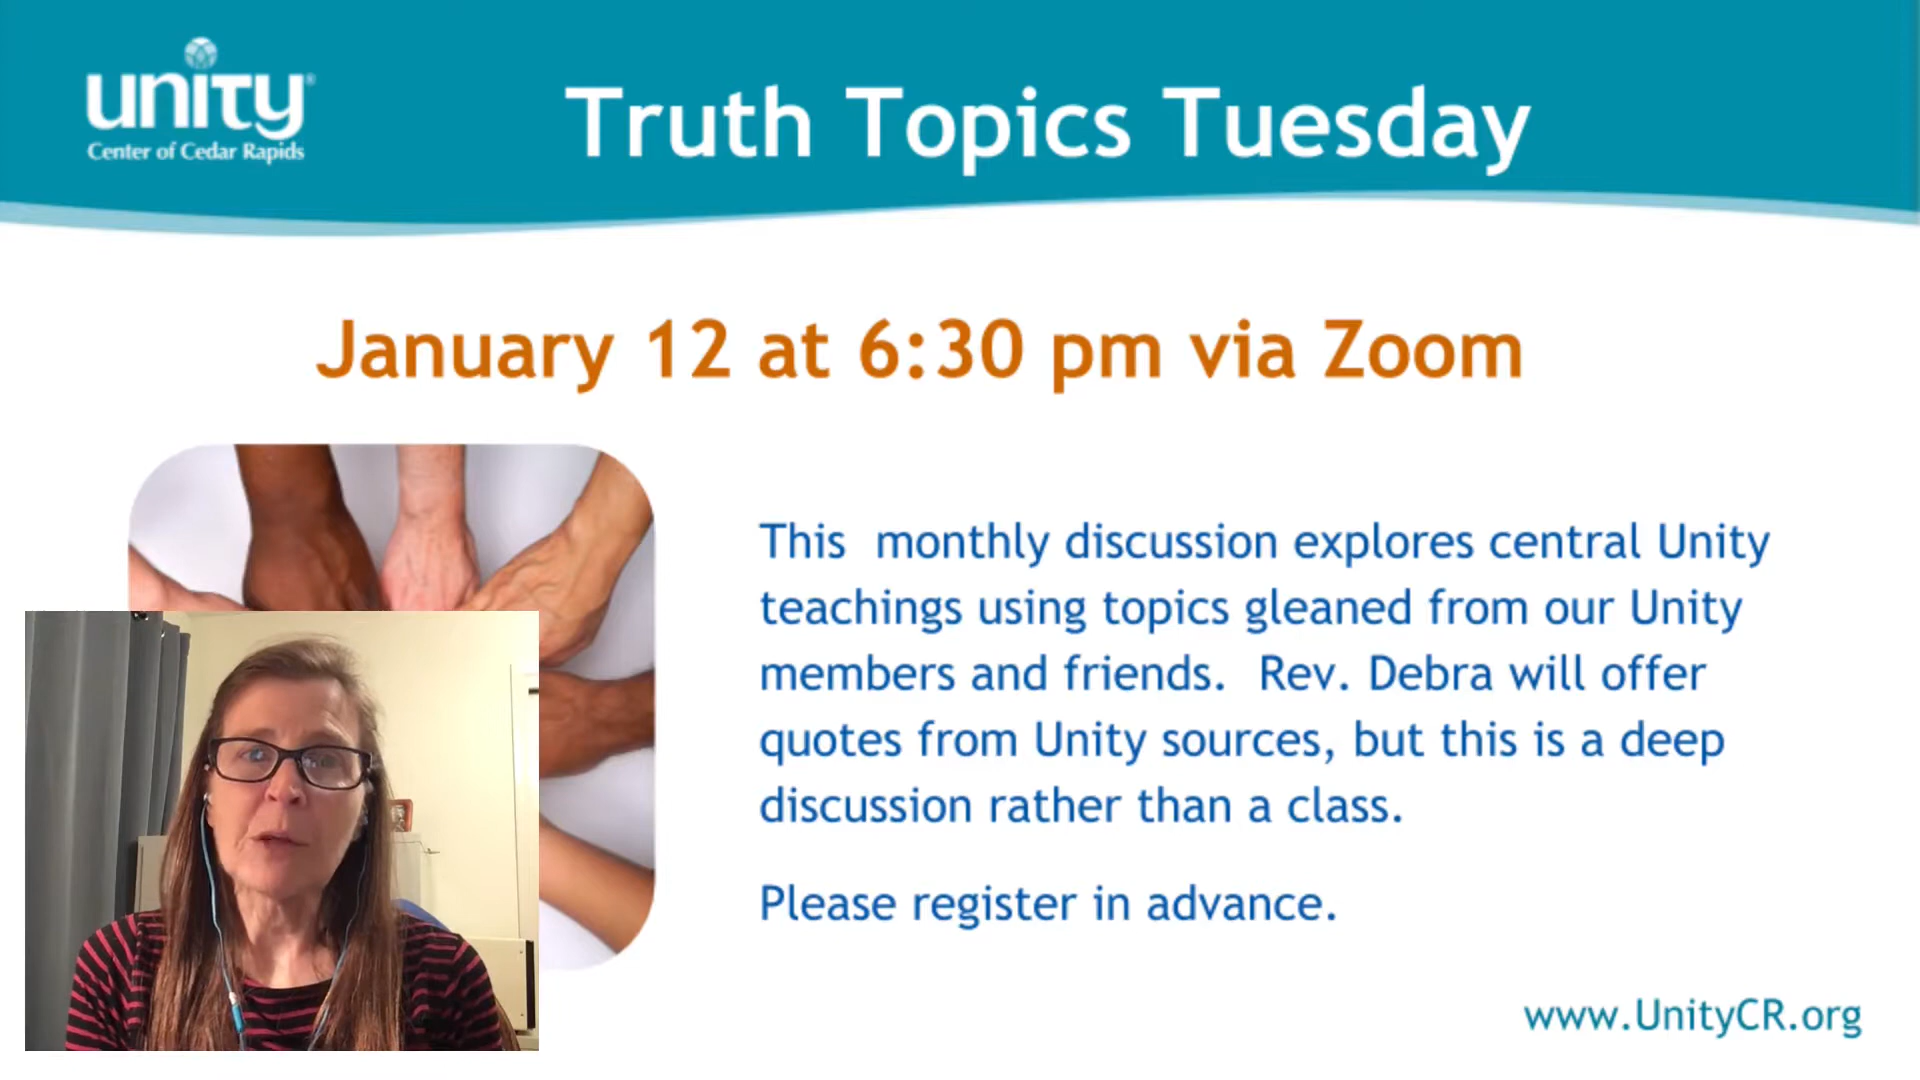 unity®
Center of Cedar Rapids
Truth Topics Tuesday
January 12 at 6:30 pm via Zoom
This  monthly discussion explores central Unity
teachings using topics gleaned from our Unity
members and friends.  Rev. Debra will offer
quotes from Unity sources, but this is a deep
discussion rather than a class.
Please register in advance.
www.UnityCR.org